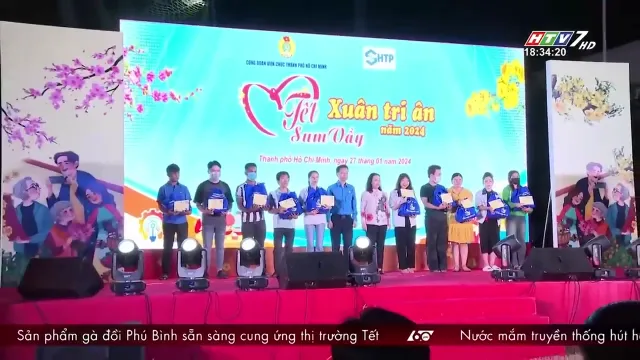 HTV7 HD
18:34:20
CÔNG ĐOÀN VIÊN CHỨC THÀNH PHỐ HỒ CHÍ MINH
SHTP
Tết Sum Vầy
Xuân tri ân
năm 2024
Thành phố Hồ Chí Minh, ngày 27 tháng 01 năm 2024
Sản phẩm gà đồi Phú Bình sẵn sàng cung ứng thị trường Tết
60
Nước mắm truyền thống hút h